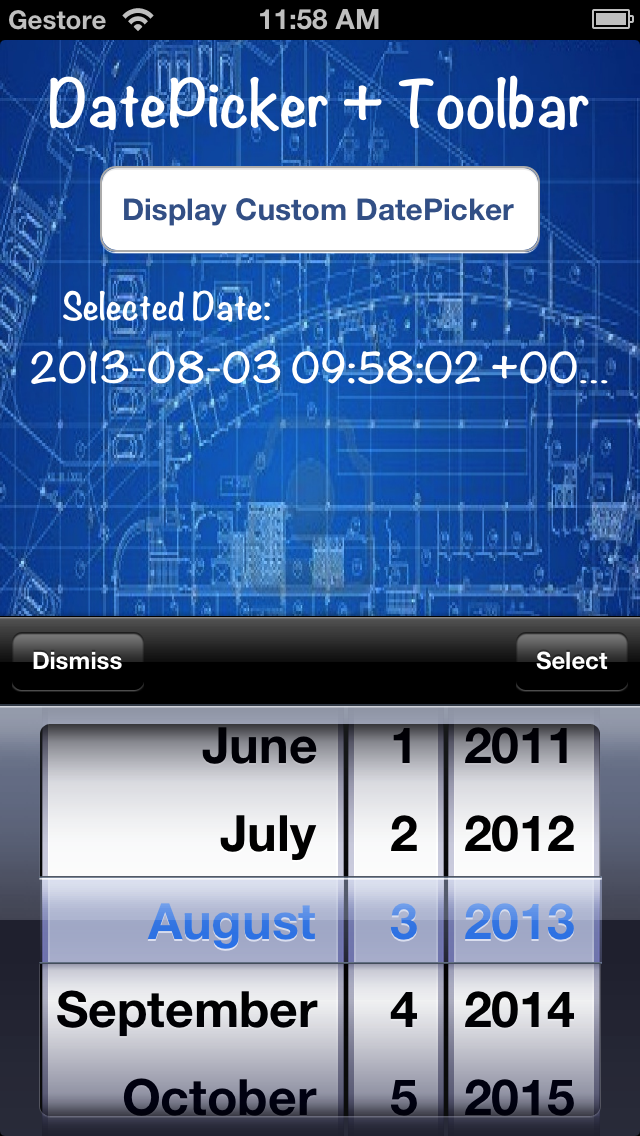 Gestore 11:58 AM
DatePicker + Toolbar
Display Custom DatePicker
Selected Date:
2013-08-03 09:58:02 +00...
Dismiss Select
June 1 2011
July 2 2012
August 3 2013
September 4 2014
October 5 2015